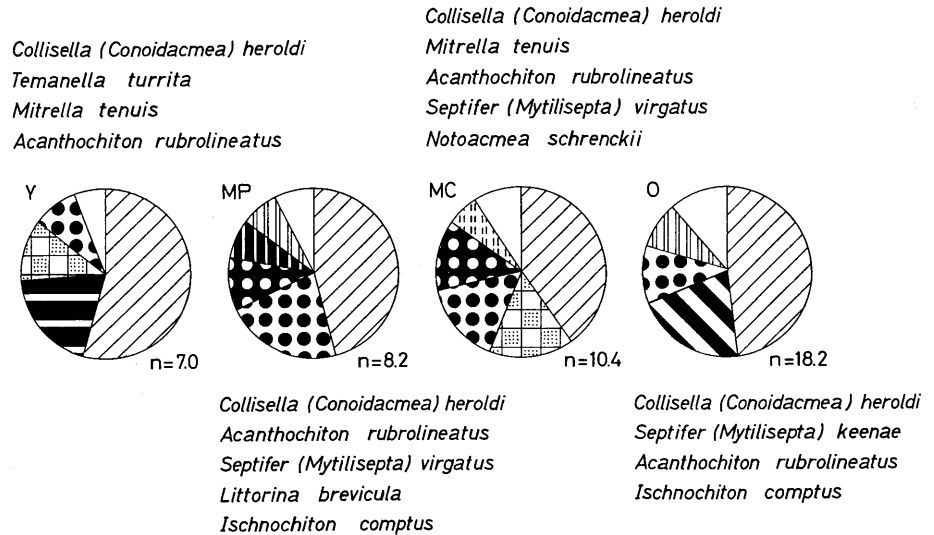 Collisella (Conoidacmea) heroldi
Temanella turrita
Mitrella tenuis
Acanthochiton rubrolineatus
Collisella (Conoidacmea) heroldi
Mitrella tenuis
Acanthochiton rubrolineatus
Septifer (Mytilisepta) virgatus
Notoacmea schrenckii
Y
MP
MC
O
n=7.0
n=8.2
n=10.4
n=18.2
Collisella (Conoidacmea) heroldi
Acanthochiton rubrolineatus
Septifer (Mytilisepta) virgatus
Littorina brevicula
Ischnochiton comptus
Collisella (Conoidacmea) heroldi
Septifer (Mytilisepta) keenae
Acanthochiton rubrolineatus
Ischnochiton comptus